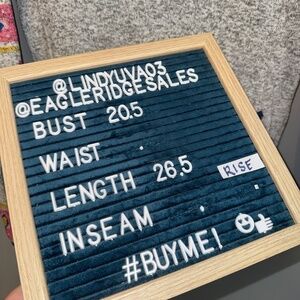 @LINDYUVA03
@EAGLERIDGESALES
BUST 20.5
WAIST .
LENGTH 26.5
RISE
INSEAM .
#BUYME!